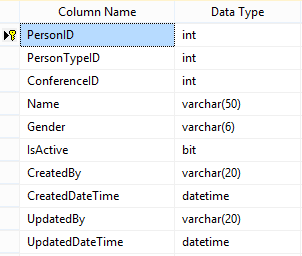 Column Name Data Type
PersonID int
PersonTypeID int
ConferenceID int
Name varchar(50)
Gender varchar(6)
IsActive bit
CreatedBy varchar(20)
CreatedDateTime datetime
UpdatedBy varchar(20)
UpdatedDateTime datetime